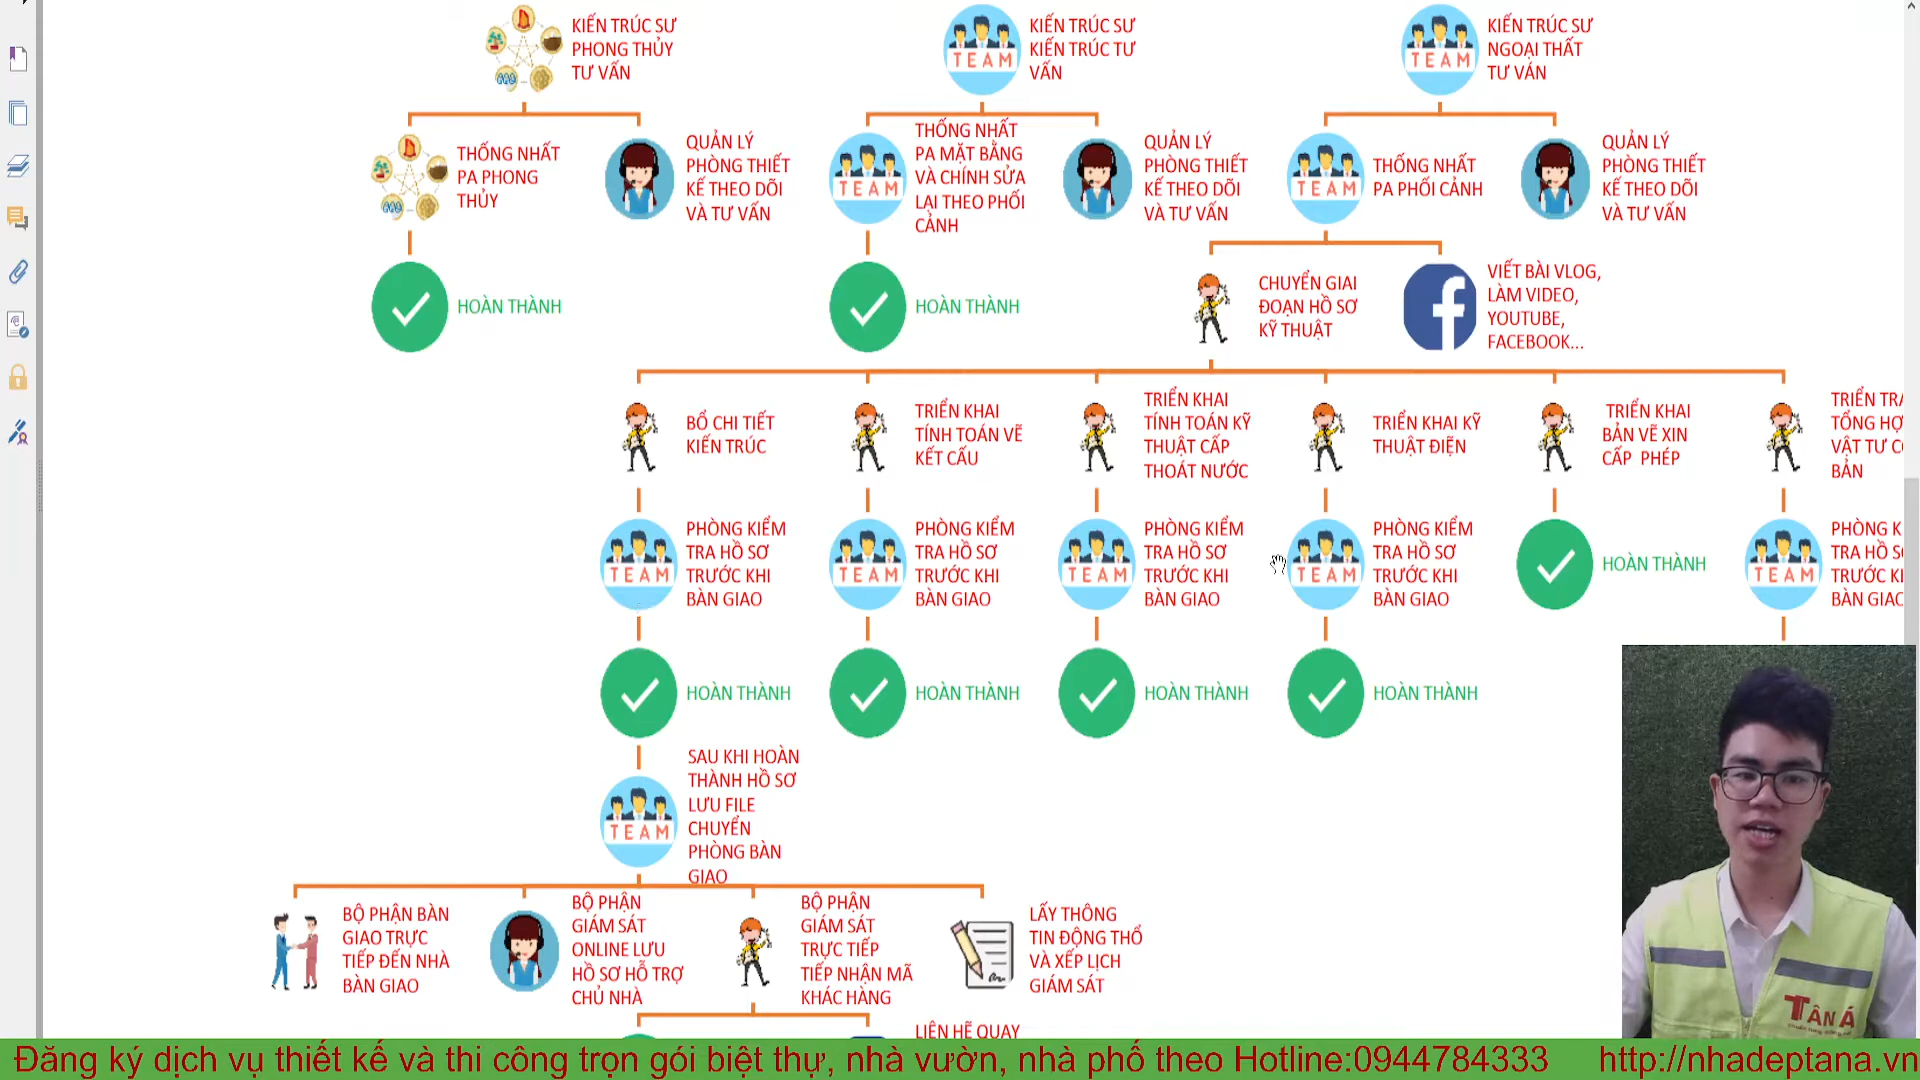 KIẾN TRÚC SƯ
PHONG THỦY
TƯ VẤN
TEAM
KIẾN TRÚC SƯ
KIẾN TRÚC TƯ
VẤN
TEAM
KIẾN TRÚC SƯ
NGOẠI THẤT
TƯ VÁN
THỐNG NHẤT
PA PHONG
THỦY
QUẢN LÝ
PHÒNG THIẾT
KẾ THEO DÕI
VÀ TƯ VẤN
TEAM
THỐNG NHẤT
PA MẶT BẰNG
VÀ CHÍNH SỬA
LẠI THEO PHỐI
CẢNH
QUẢN LÝ
PHÒNG THIẾT
KẾ THEO DÕI
VÀ TƯ VẤN
TEAM
THỐNG NHẤT
PA PHỐI CẢNH
QUẢN LÝ
PHÒNG THIẾT
KẾ THEO DÕI
VÀ TƯ VẤN
HOÀN THÀNH
HOÀN THÀNH
CHUYỂN GIAI
ĐOẠN HỒ SƠ
KỸ THUẬT
f
VIẾT BÀI VLOG,
LÀM VIDEO,
YOUTUBE,
FACEBOOK...
BỔ CHI TIẾT
KIẾN TRÚC
TRIỂN KHAI
TÍNH TOÁN VẼ
KẾT CẤU
TRIỂN KHAI
TÍNH TOÁN KỸ
THUẬT CẤP
THOÁT NƯỚC
TRIỂN KHAI KỸ
THUẬT ĐIỆN
TRIỂN KHAI
BẢN VẼ XIN
CẤP PHÉP
TRIỂN
TỔNG
VẬT TƯ
BẢN
TEAM
PHÒNG KIỂM
TRA HỒ SƠ
TRƯỚC KHI
BÀN GIAO
TEAM
PHÒNG KIỂM
TRA HỒ SƠ
TRƯỚC KHI
BÀN GIAO
TEAM
PHÒNG KIỂM
TRA HỒ SƠ
TRƯỚC KHI
BÀN GIAO
TEAM
PHÒNG KIỂM
TRA HỒ SƠ
TRƯỚC KHI
BÀN GIAO
HOÀN THÀNH
TEAM
PHÒNG
TRA HỒ
TRƯỚC
BÀN
HOÀN THÀNH
HOÀN THÀNH
HOÀN THÀNH
HOÀN THÀNH
TEAM
SAU KHI HOÀN
THÀNH HỒ SƠ
LƯU FILE
CHUYỂN
PHÒNG BÀN
GIAO
BỘ PHẬN BÀN
GIAO TRỰC
TIẾP ĐẾN NHÀ
BÀN GIAO
BỘ PHẬN
GIÁM SÁT
ONLINE LƯU
HỒ SƠ HỖ TRỢ
CHỦ NHÀ
BỘ PHẬN
GIÁM SÁT
TRỰC TIẾP
TIẾP NHẬN MÃ
KHÁC HÀNG
LẤY THÔNG
TIN ĐỘNG THỔ
VÀ XẾP LỊCH
GIÁM SÁT
LIÊN HỆ QUAY
TÂN Á
Đăng ký dịch vụ thiết kế và thi công trọn gói biệt thự, nhà vườn, nhà phố theo Hotline:0944784333 http://nhadeptana.vn